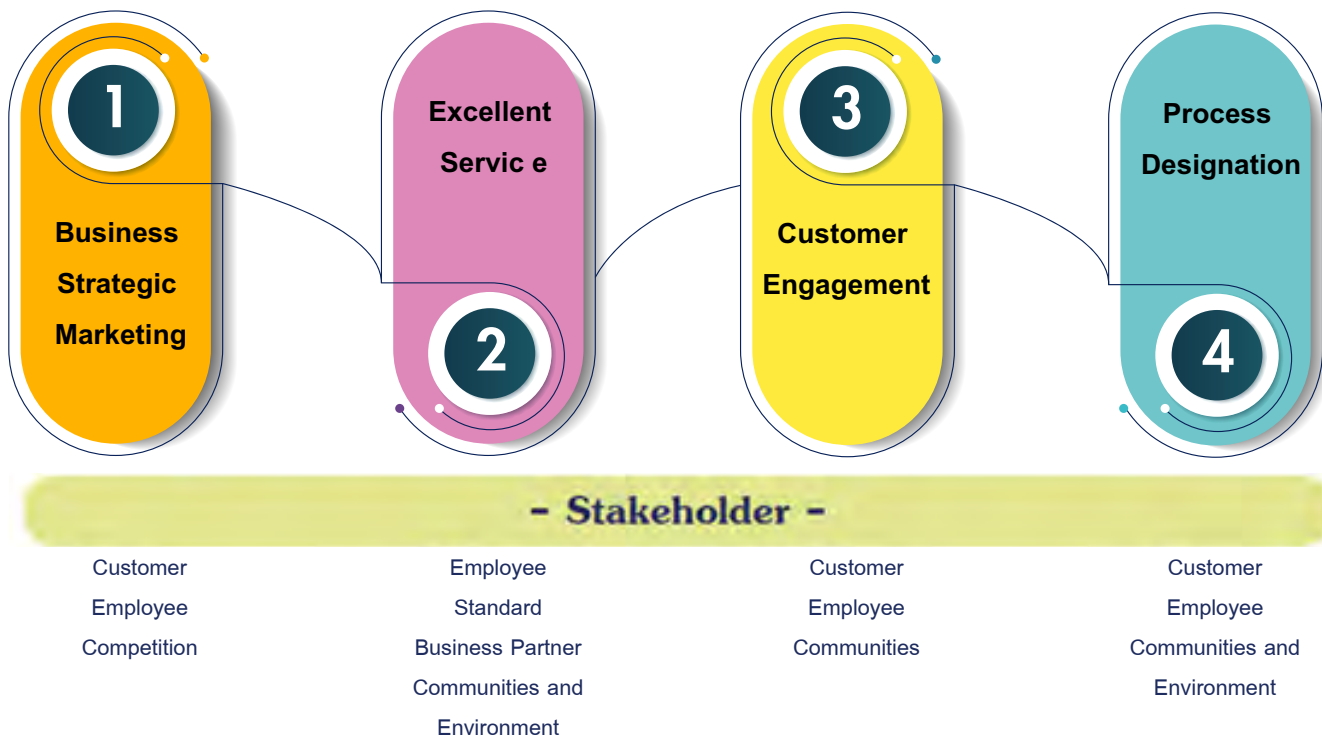 1
Business
Strategic
Marketing
Excellent
Servic e
2
3
Customer
Engagement
Process
Designation
4
- Stakeholder -
Customer
Employee
Competition
Employee
Standard
Business Partner
Communities and
Environment
Customer
Employee
Communities
Customer
Employee
Communities and
Environment